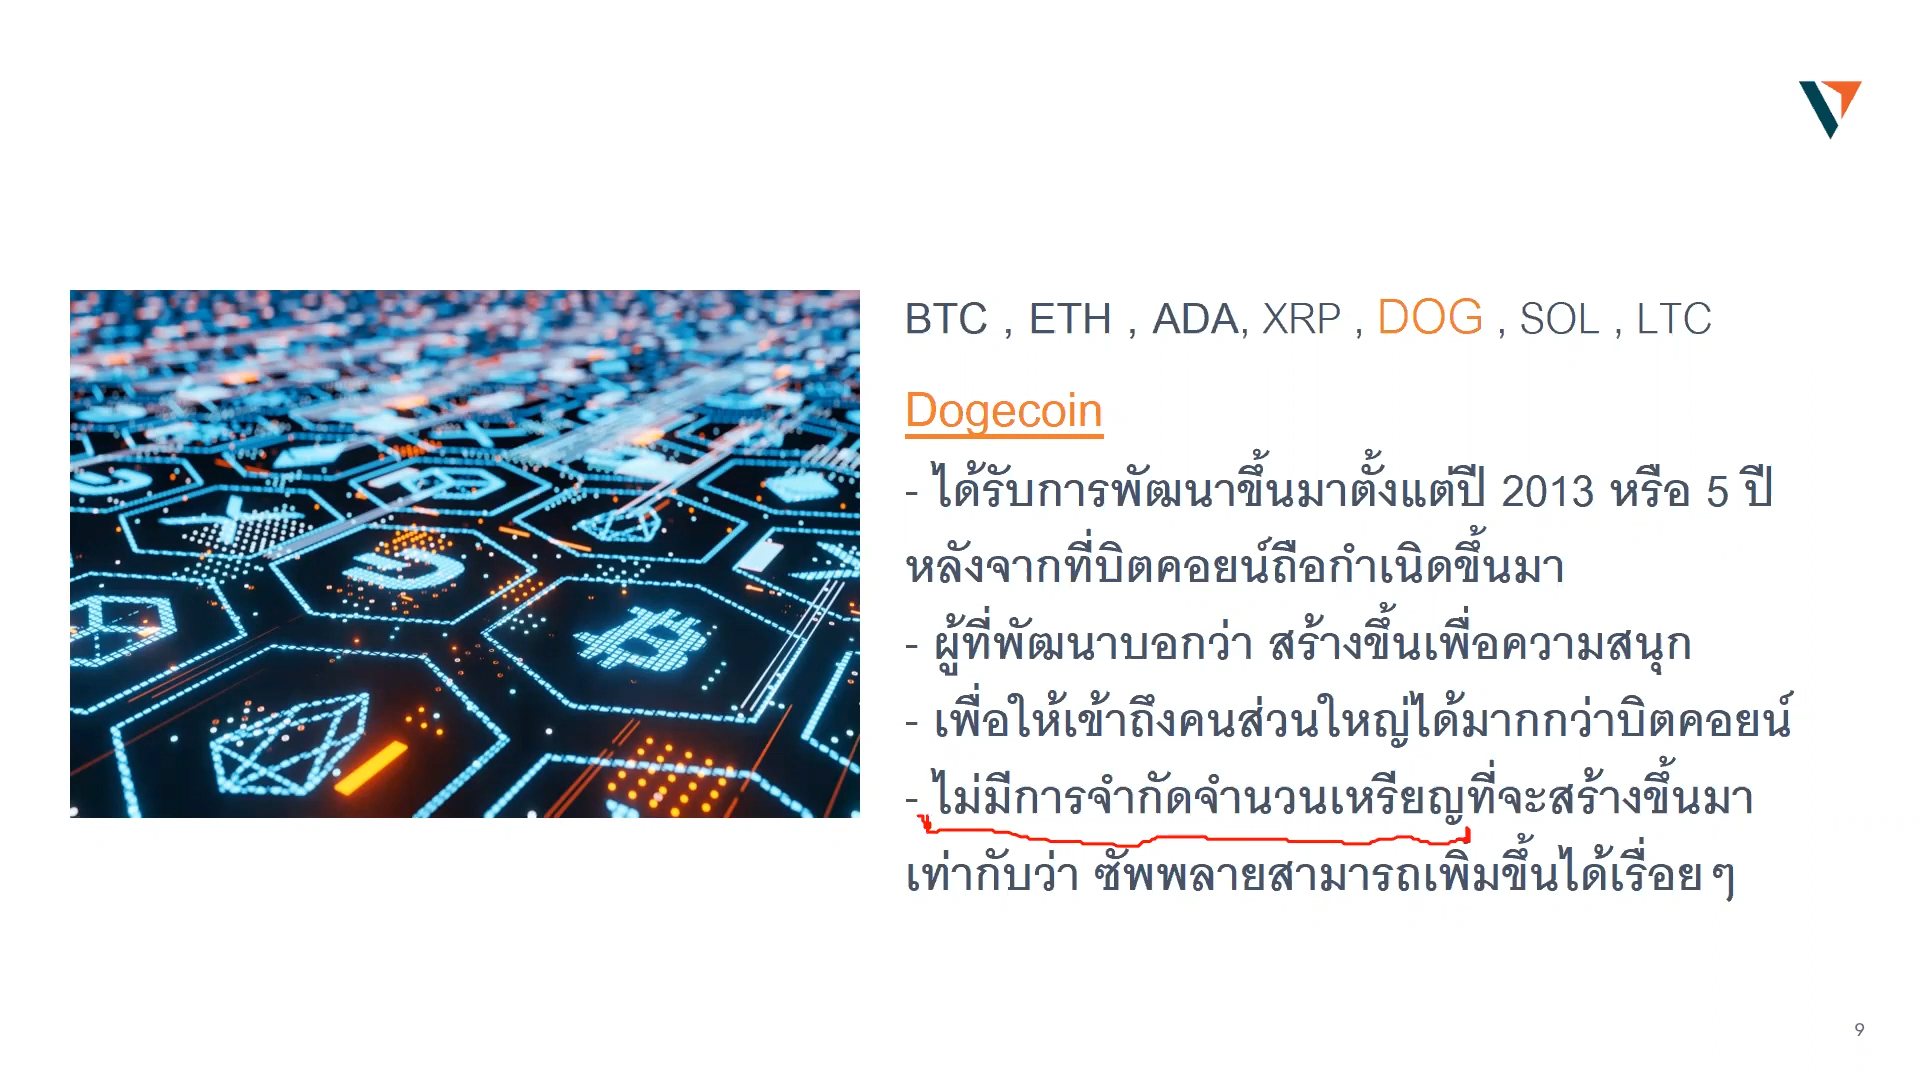 BTC , ETH , ADA, XRP , DOG , SOL , LTC
Dogecoin
- ได้รับการพัฒนาขึ้นมาตั้งแต่ปี 2013 หรือ 5 ปี
หลังจากที่บิตคอยน์ถือกำเนิดขึ้นมา
- ผู้ที่พัฒนาบอกว่า สร้างขึ้นเพื่อความสนุก
- เพื่อให้เข้าถึงคนส่วนใหญ่ได้มากกว่าบิตคอยน์
- ไม่มีการจำกัดจำนวนเหรียญที่จะสร้างขึ้นมา
เท่ากับว่า ซัพพลายสามารถเพิ่มขึ้นได้เรื่อยๆ
9